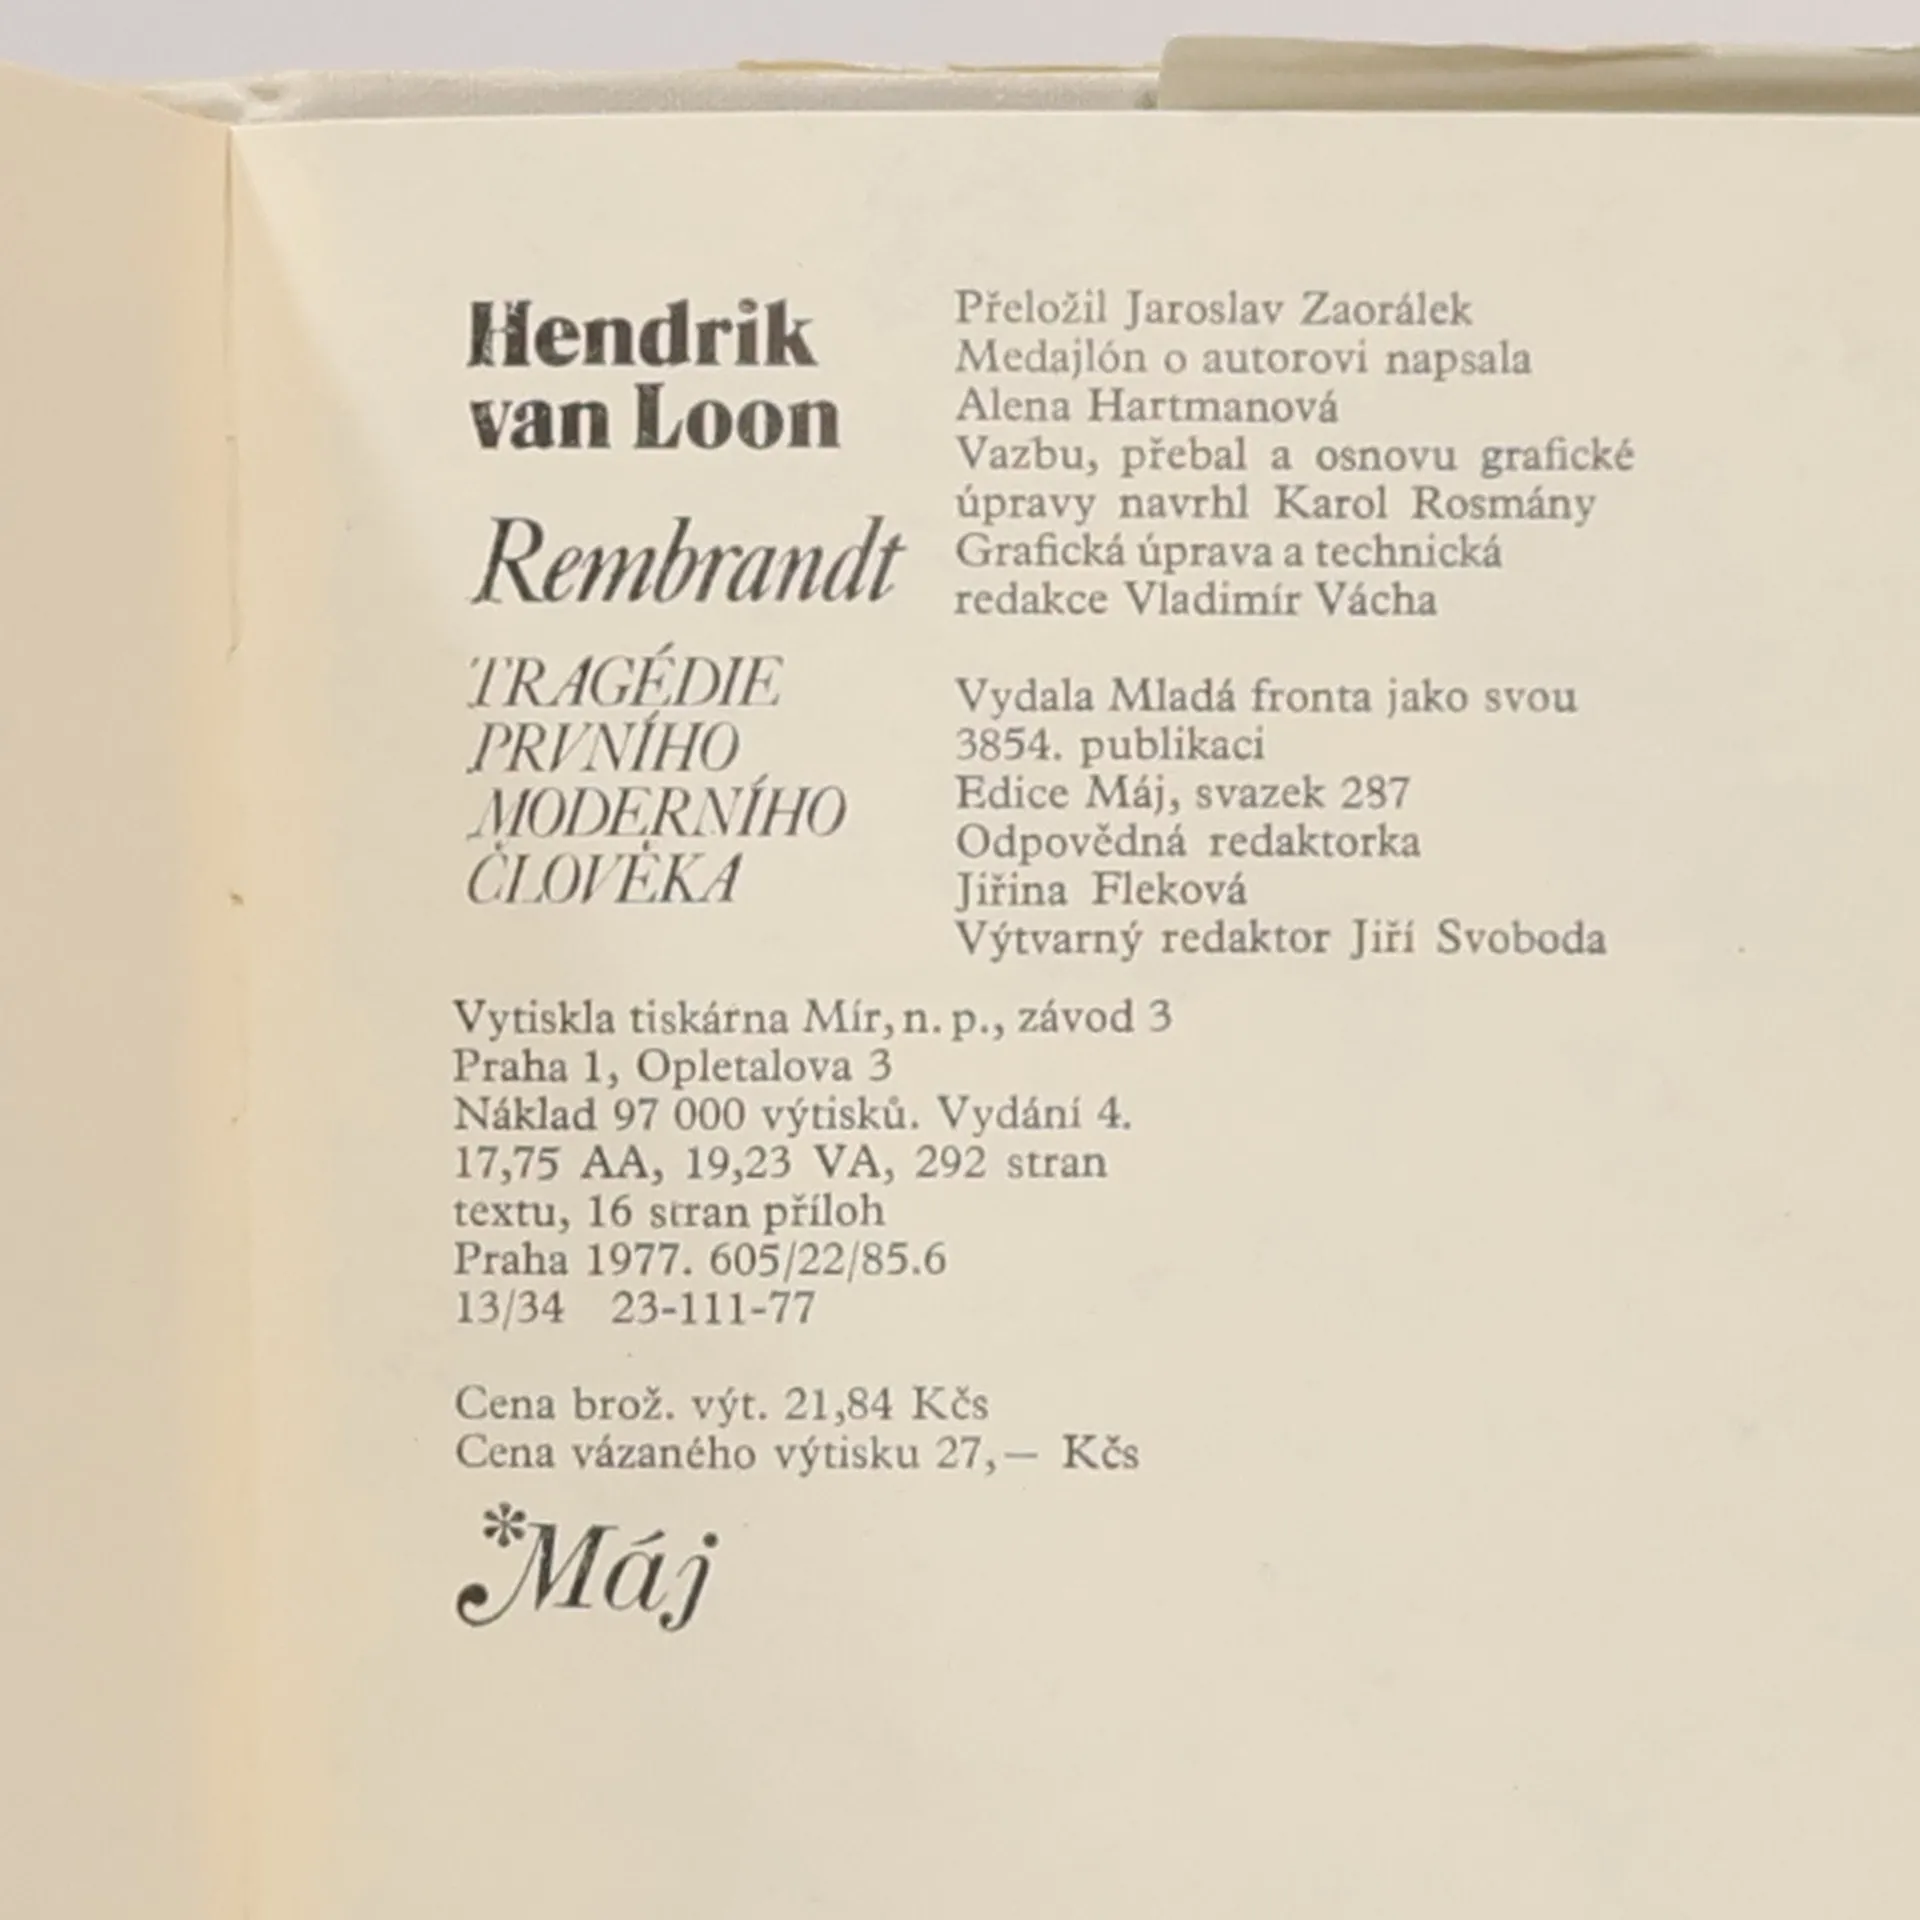 Hendrik
van Loon
Rembrandt
TRAGÉDIE
PRVNÍHO
MODERNÍHO
ČLOVĚKA
Přeložil Jaroslav Zaorálek
Medajlón o autorovi napsala
Alena Hartmanová
Vazbu, přebal a osnovu grafické
úpravy navrhl Karol Rosmány
Grafická úprava a technická
redakce Vladimír Vácha
Vydala Mladá fronta jako svou
3854. publikaci
Edice Máj, svazek 287
Odpovědná redaktorka
Jiřina Fleková
Výtvarný redaktor Jiří Svoboda
Vytiskla tiskárna Mír, n. p., závod 3
Praha 1, Opletalova 3
Náklad 97 000 výtisků. Vydání 4.
17,75 AA, 19,23 VA, 292 stran
textu, 16 stran příloh
Praha 1977. 605/22/85.6
13/34 23-111-77
Cena brož. výt. 21,84 Kčs
Cena vázaného výtisku 27,— Kčs
*Máj